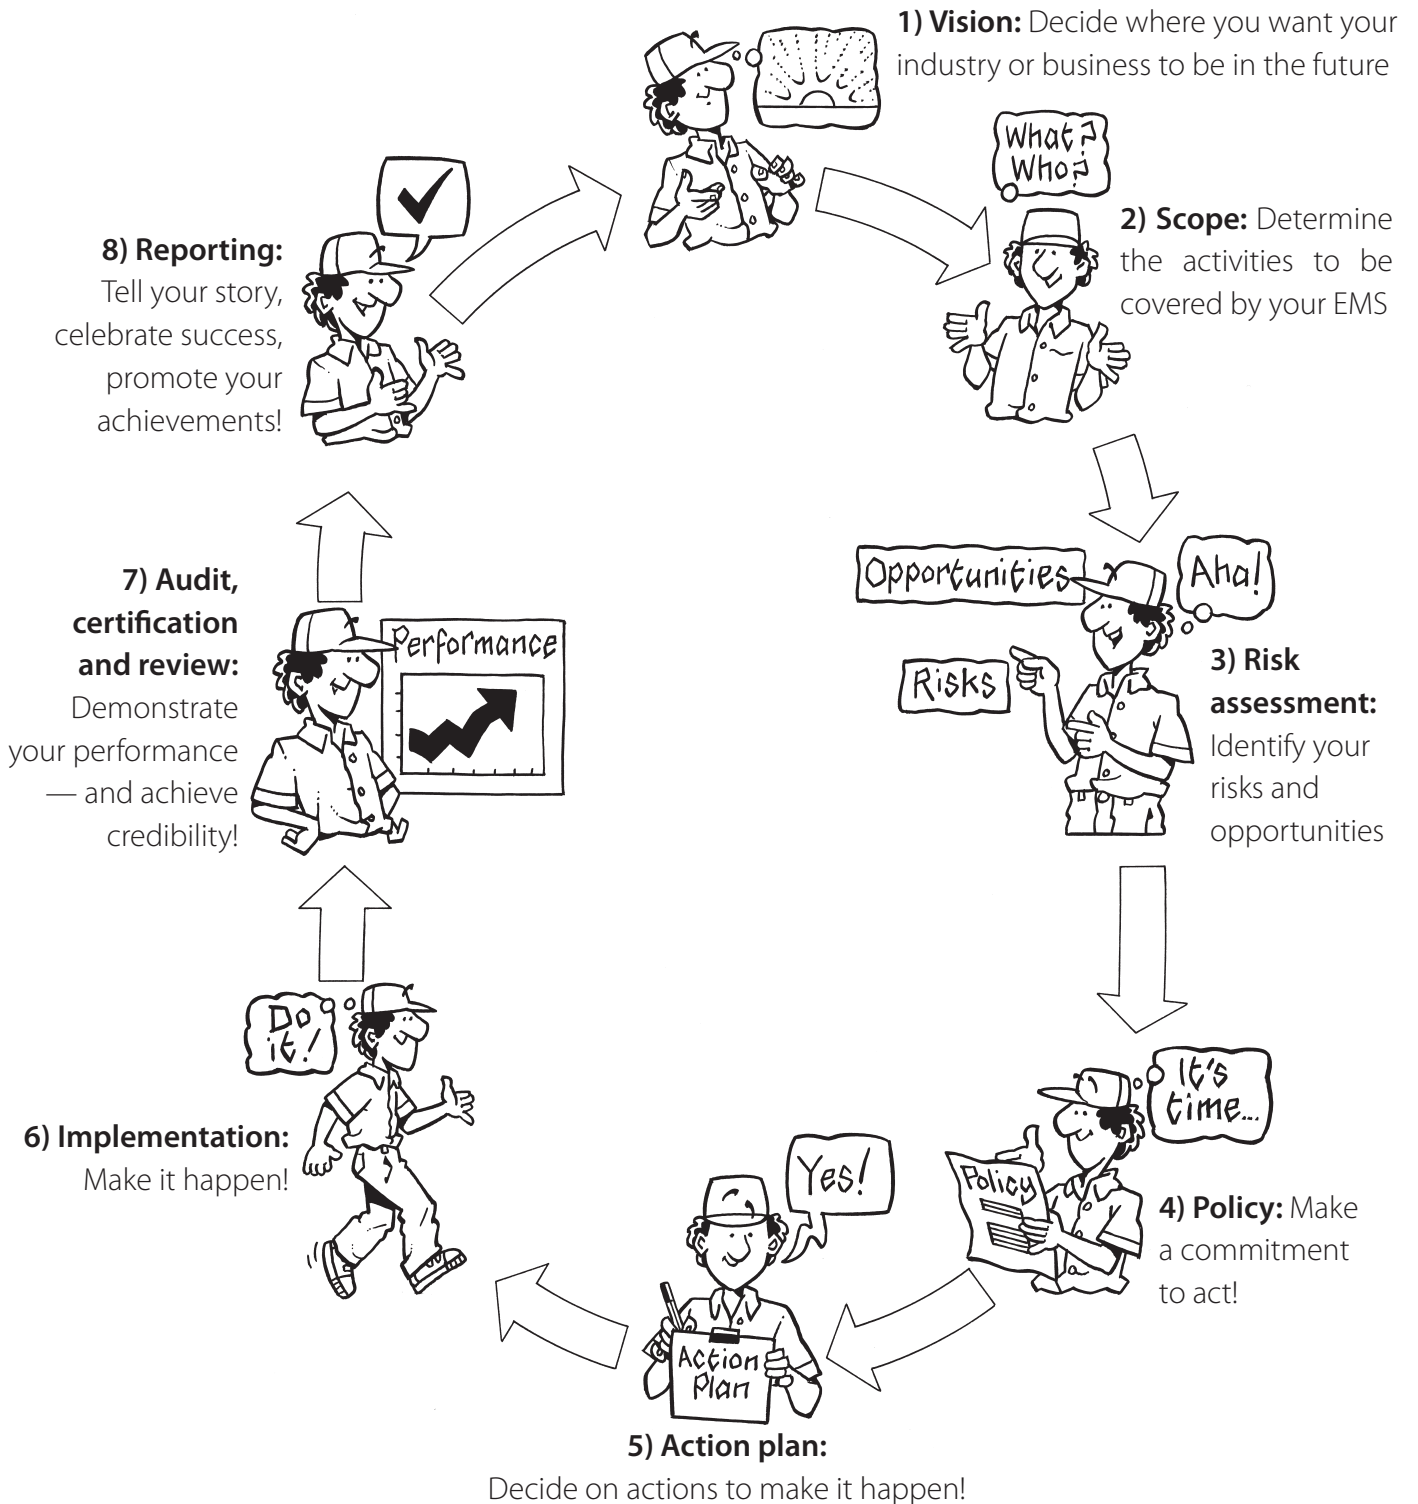 1) Vision: Decide where you want your
industry or business to be in the future
What?
Who?
2) Scope: Determine
the activities to be
covered by your EMS
Opportunities
Aha!
Risks
3) Risk
assessment:
Identify your
risks and
opportunities
It's
time...
Policy
4) Policy: Make
a commitment
to act!
Yes!
Action
Plan
5) Action plan:
Decide on actions to make it happen!
Do
it!
6) Implementation:
Make it happen!
7) Audit,
certification
and review:
Demonstrate
your performance
— and achieve
credibility!
Performance
8) Reporting:
Tell your story,
celebrate success,
promote your
achievements!